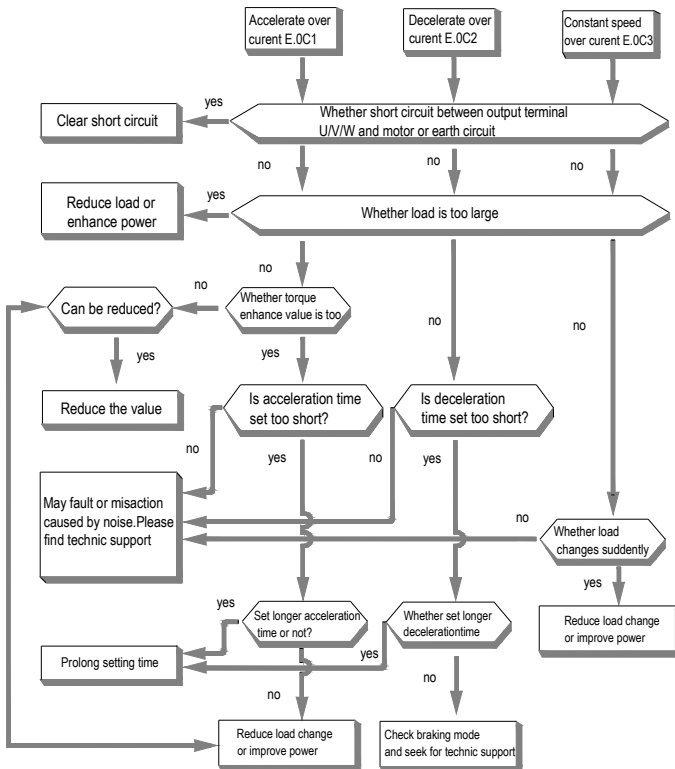 Accelerate over
curent E.0C1
Decelerate over
curent E.0C2
Constant speed
over curent E.0C3
Clear short circuit
yes
Whether short circuit between output terminal
U/V/W and motor or earth circuit
no
no
no
Reduce load or
enhance power
yes
Whether load is too large
no
no
no
Can be reduced?
no
Whether torque
enhance value is too
yes
yes
Reduce the value
Is acceleration time
set too short?
Is deceleration
time set too short?
no
yes
no
yes
May fault or misaction
caused by noise.Please
find technic support
no
Whether load
changes suddently
yes
yes
Set longer acceleration
time or not?
Whether set longer
decelerationtime
Reduce load change
or improve power
Prolong setting time
yes
no
no
Reduce load change
or improve power
Check braking mode
and seek for technic support